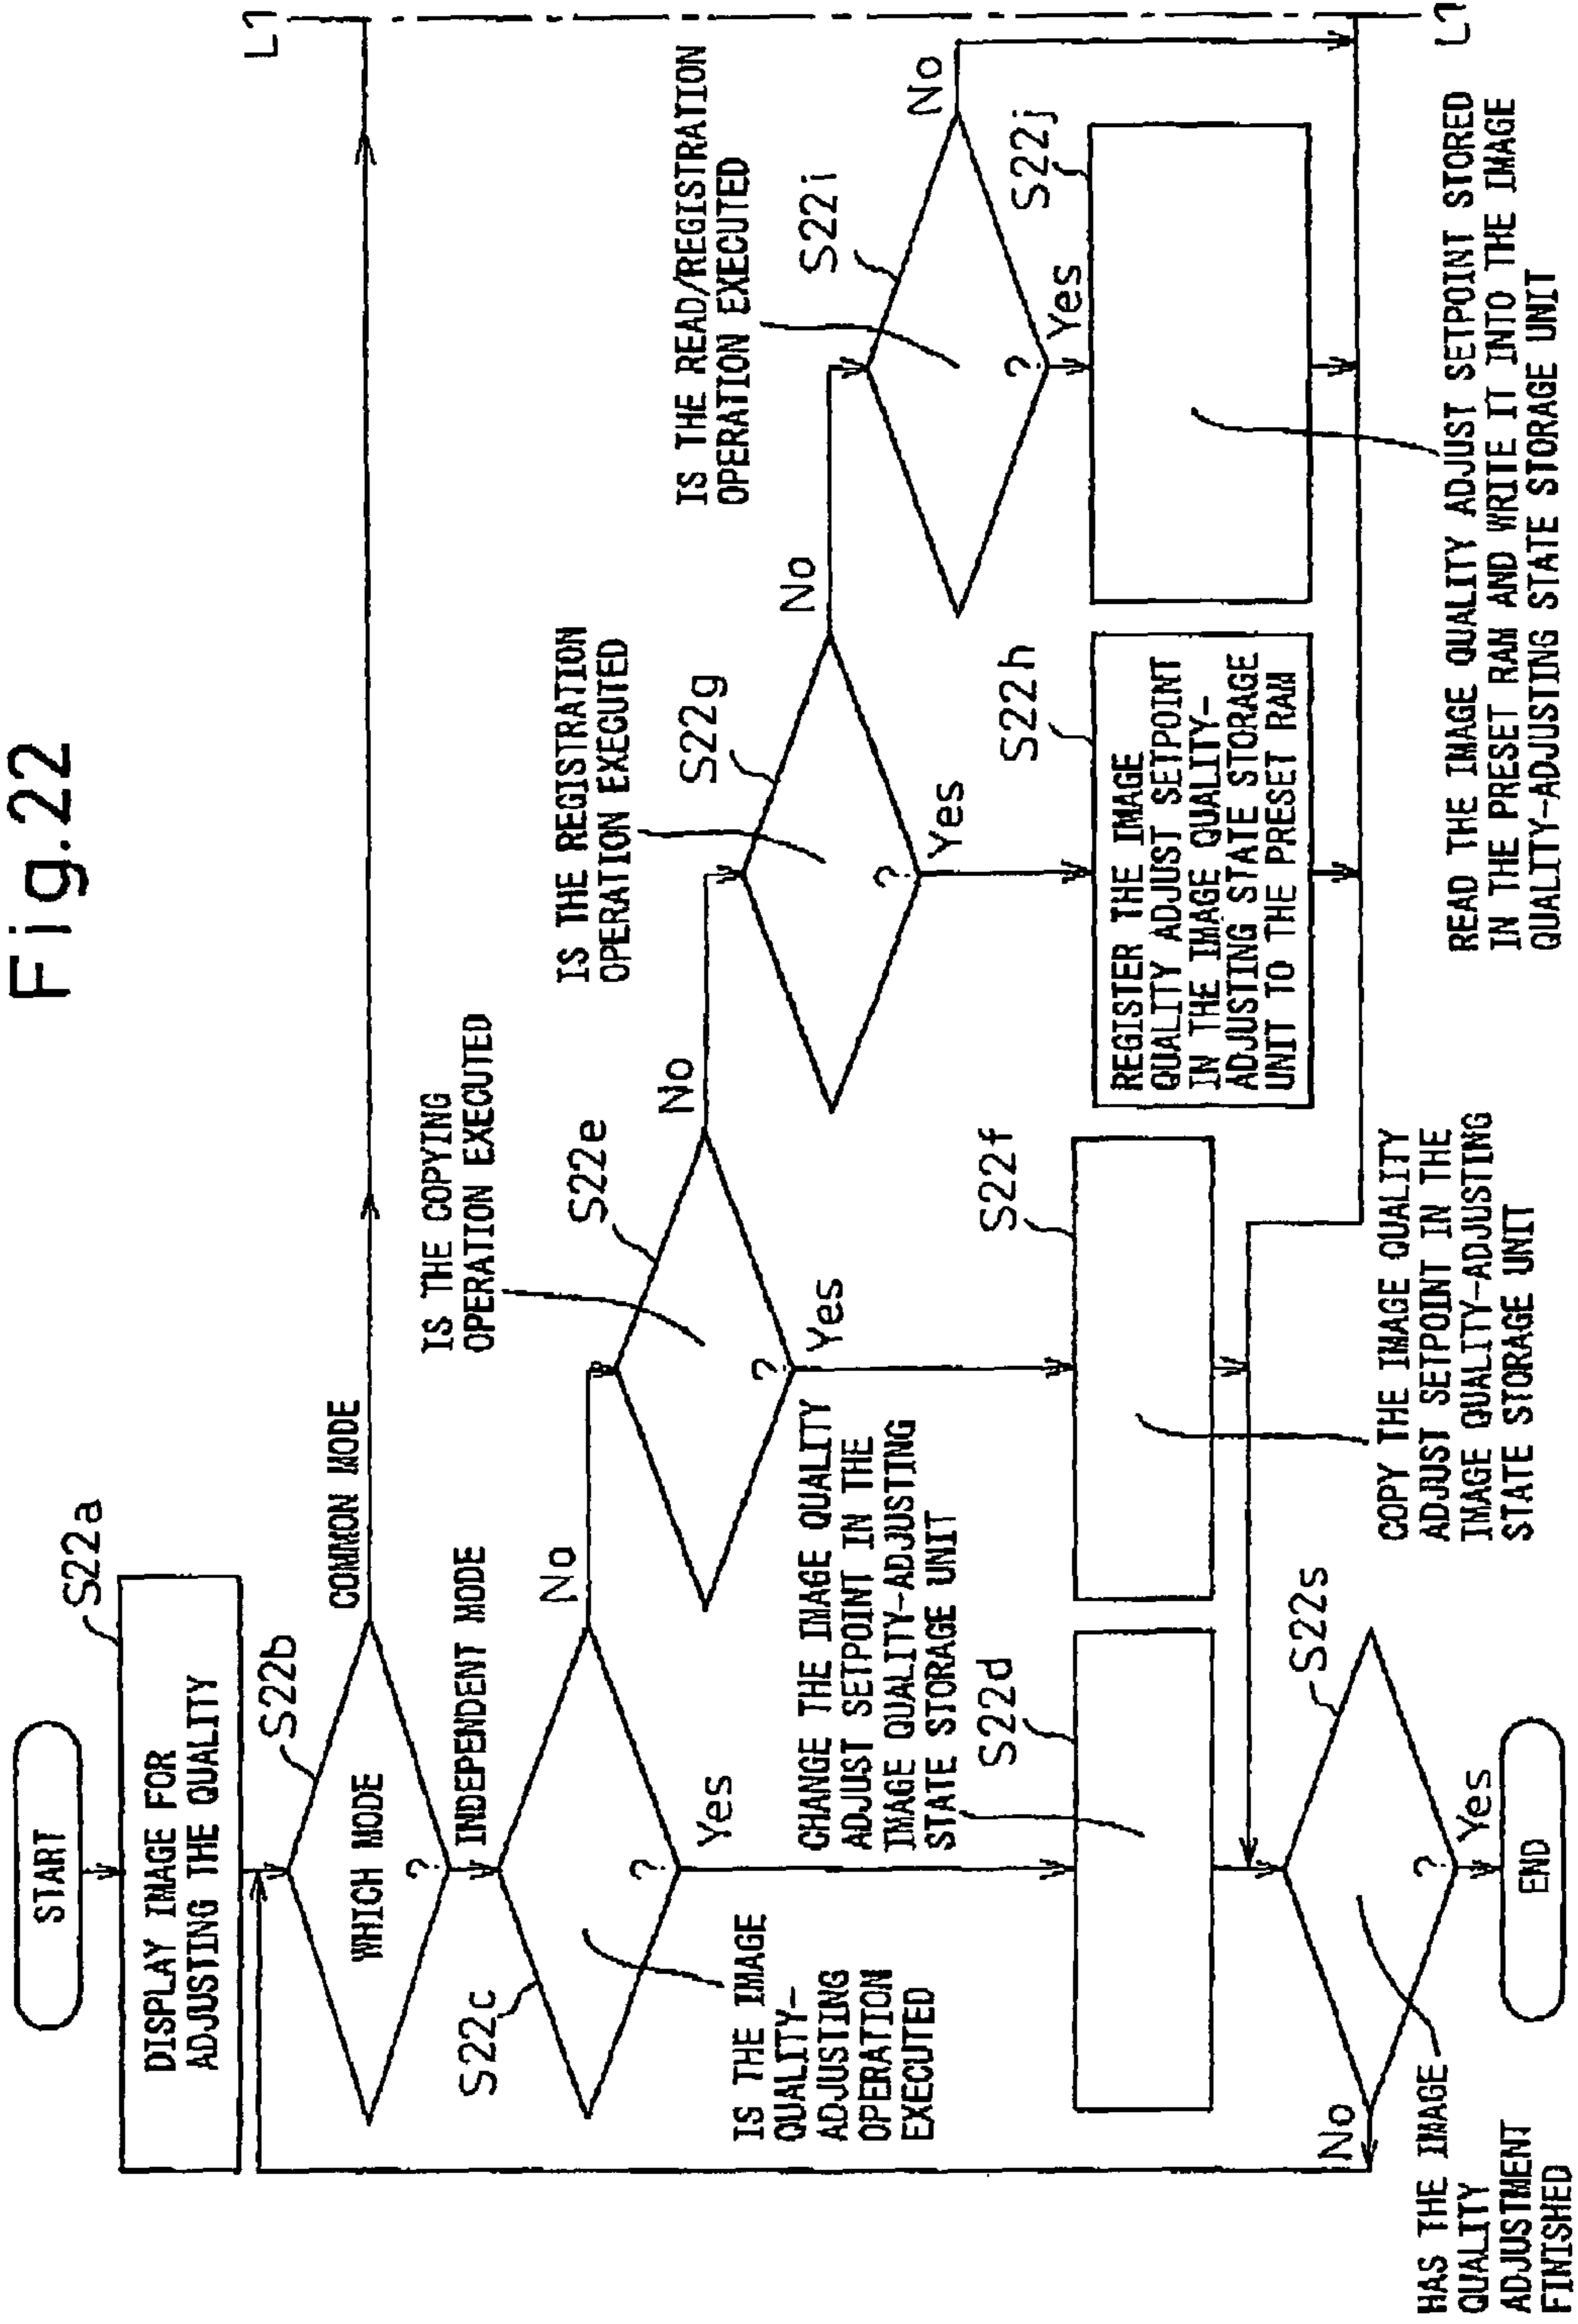 Fig.22
START
S22a
DISPLAY IMAGE FOR
ADJUSTING THE QUALITY
S22b
WHICH MODE
?
COMMON MODE
L1
INDEPENDENT MODE
S22c
IS THE IMAGE
QUALITY-
ADJUSTING
OPERATION
EXECUTED
?
No
Yes
CHANGE THE IMAGE QUALITY
ADJUST SETPOINT IN THE
IMAGE QUALITY-ADJUSTING
STATE STORAGE UNIT
S22d
IS THE COPYING
OPERATION EXECUTED
S22e
?
No
Yes
S22f
COPY THE IMAGE QUALITY
ADJUST SETPOINT IN THE
IMAGE QUALITY-ADJUSTING
STATE STORAGE UNIT
IS THE REGISTRATION
OPERATION EXECUTED
S22g
?
No
Yes
S22h
REGISTER THE IMAGE
QUALITY ADJUST SETPOINT
IN THE IMAGE QUALITY-
ADJUSTING STATE STORAGE
UNIT TO THE PRESET RAM
IS THE READ/REGISTRATION
OPERATION EXECUTED
S22i
?
No
Yes
S22j
READ THE IMAGE QUALITY ADJUST SETPOINT STORED
IN THE PRESET RAM AND WRITE IT INTO THE IMAGE
QUALITY-ADJUSTING STATE STORAGE UNIT
L1
S22s
?
HAS THE IMAGE
QUALITY
ADJUSTMENT
FINISHED
No
Yes
END